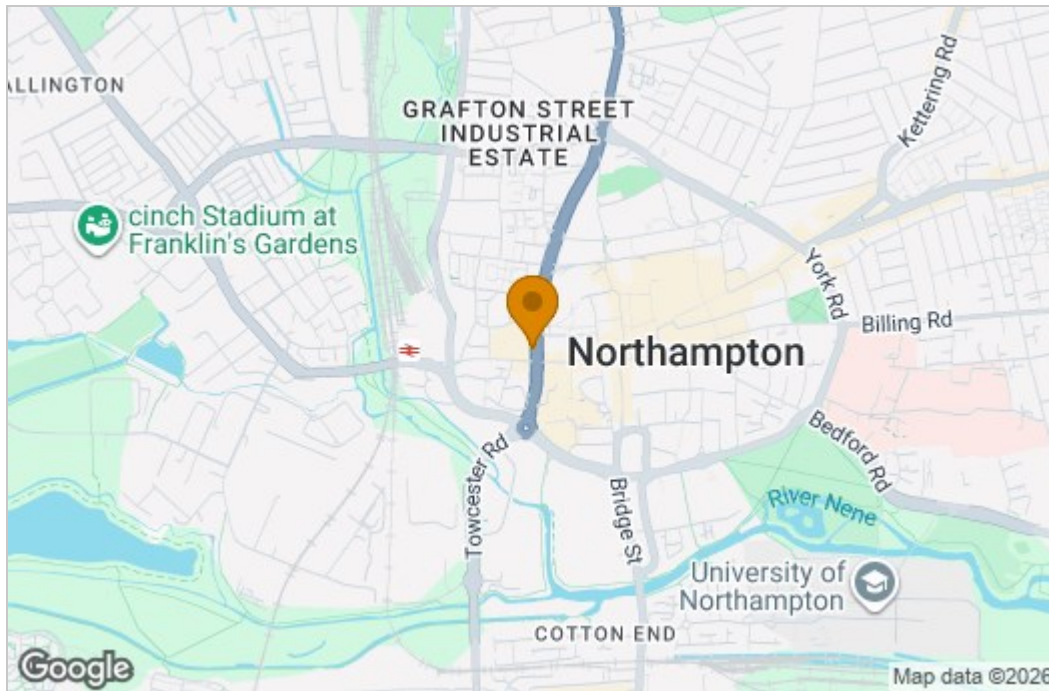 ALLINGTON
GRAFTON STREET
INDUSTRIAL
ESTATE
Kettering Rd
cinch Stadium at
Franklin's Gardens
York Rd
Billing Rd
Northampton
Towcester Rd
Bridge St
Bedford Rd
River Nene
University of
Northampton
COTTON END
Google
Map data ©2026